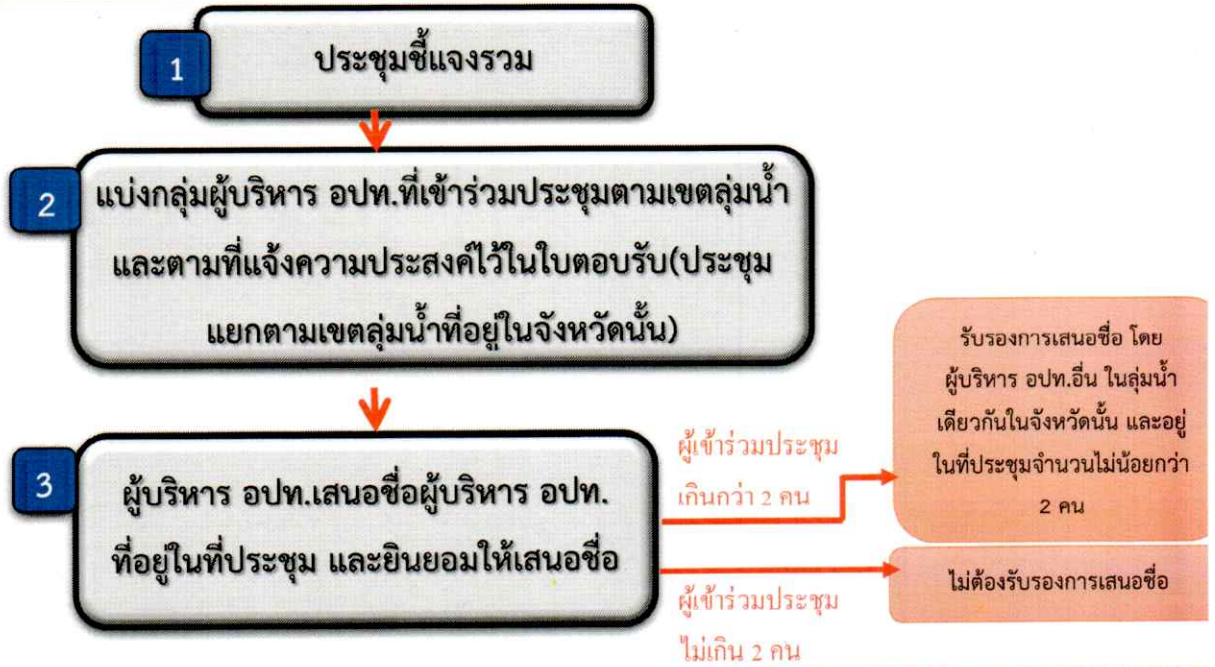 1
ประชุมชี้แจงรวม
2
แบ่งกลุ่มผู้บริหาร อปท.ที่เข้าร่วมประชุมตามเขตลุ่มน้ำ
และตามที่แจ้งความประสงค์ไว้ในใบตอบรับ(ประชุม
แยกตามเขตลุ่มน้ำที่อยู่ในจังหวัดนั้น)
3
ผู้บริหาร อปท.เสนอชื่อผู้บริหาร อปท.
ที่อยู่ในที่ประชุม และยินยอมให้เสนอชื่อ
ผู้เข้าร่วมประชุม
เกินกว่า 2 คน
รับรองการเสนอชื่อ โดย
ผู้บริหาร อปท.อื่น ในลุ่มน้ำ
เดียวกันในจังหวัดนั้น และอยู่
ในที่ประชุมจำนวนไม่น้อยกว่า
2 คน
ผู้เข้าร่วมประชุม
ไม่เกิน 2 คน
ไม่ต้องรับรองการเสนอชื่อ